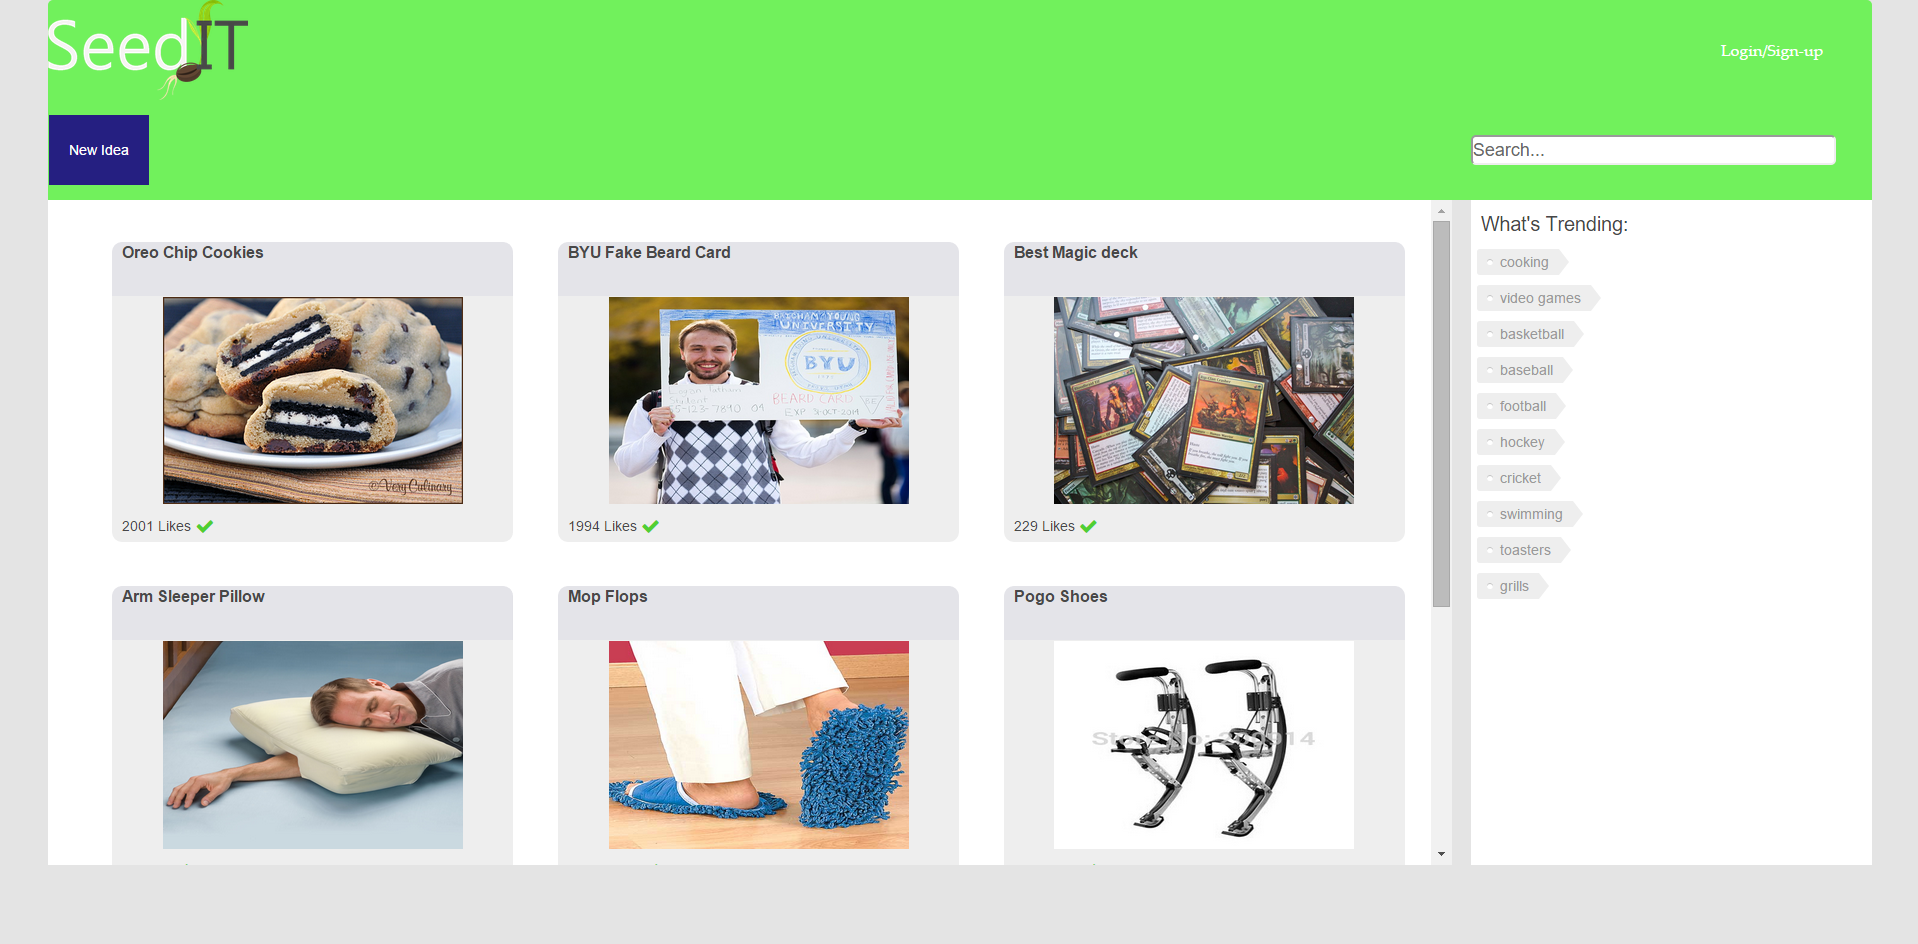 SeedIT
Login/Sign-up
New Idea
Search...
What's Trending:
cooking
video games
basketball
baseball
football
hockey
cricket
swimming
toasters
grills
Oreo Chip Cookies
©VeryCulinary
2001 Likes
BYU Fake Beard Card
BRIGHAM YOUNG
UNIVERSITY
BYU
Student
BEARD CARD
EXP 31 OCT 2014
1994 Likes
Best Magic deck
229 Likes
Arm Sleeper Pillow
Mop Flops
Pogo Shoes